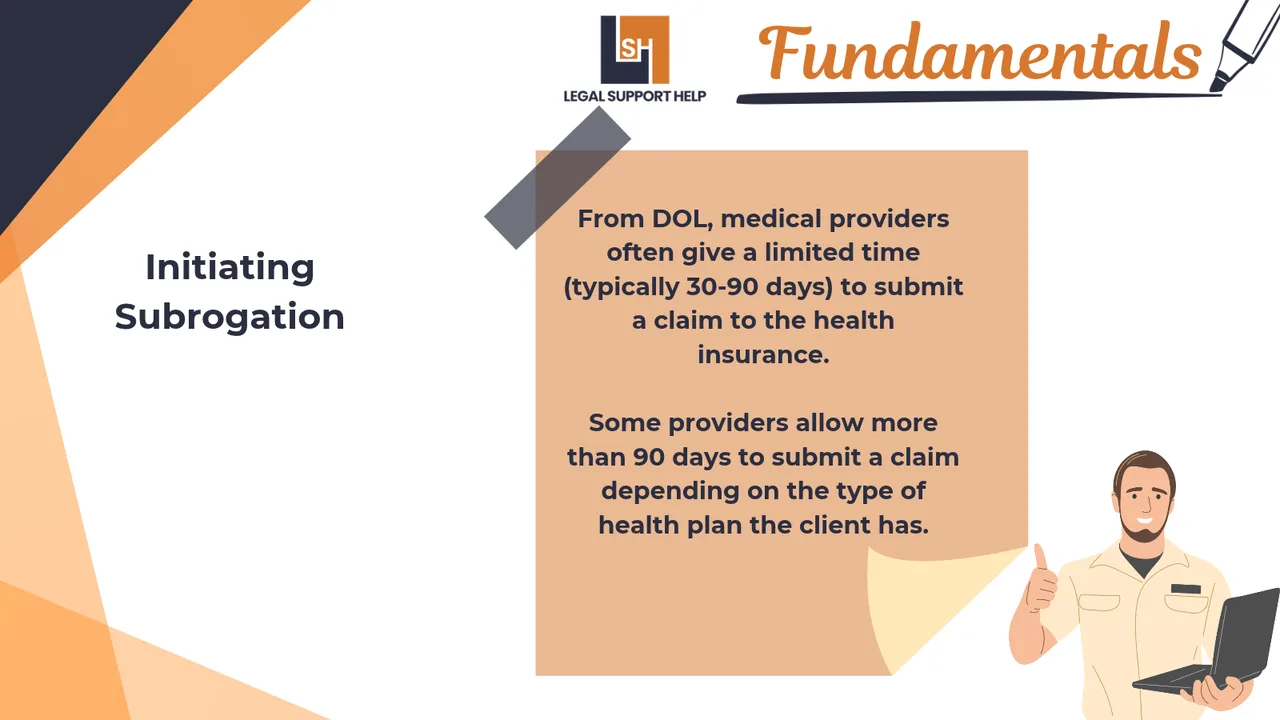 SH
LEGAL SUPPORT HELP
Fundamentals
Initiating
Subrogation
From DOL, medical providers
often give a limited time
(typically 30-90 days) to submit
a claim to the health
insurance.
Some providers allow more
than 90 days to submit a claim
depending on the type of
health plan the client has.